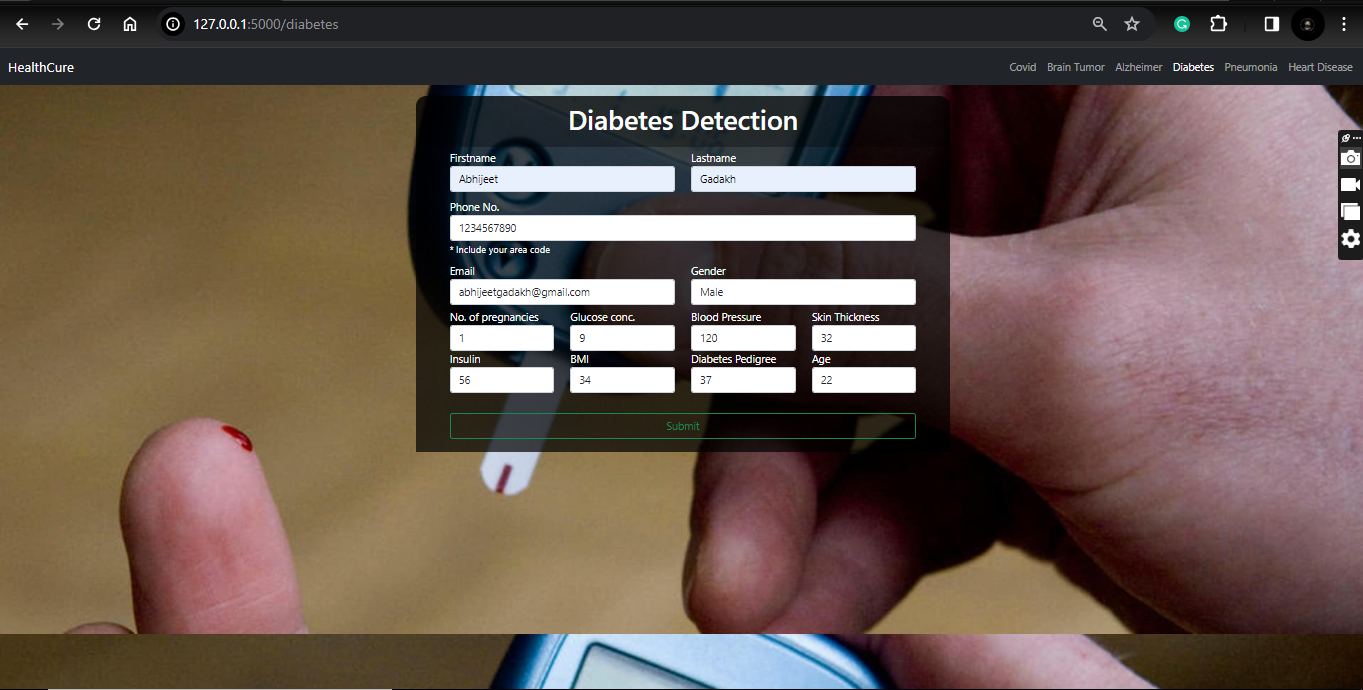 127.0.0.1:5000/diabetes
HealthCure Covid Brain Tumor Alzheimer Diabetes Pneumonia Heart Disease
Diabetes Detection
Firstname Lastname
Abhijeet Gadakh
Phone No.
1234567890
* Include your area code
Email Gender
abhijeetgadakh@gmail.com Male
No. of pregnancies Glucose conc. Blood Pressure Skin Thickness
1 9 120 32
Insulin BMI Diabetes Pedigree Age
56 34 37 22
Submit